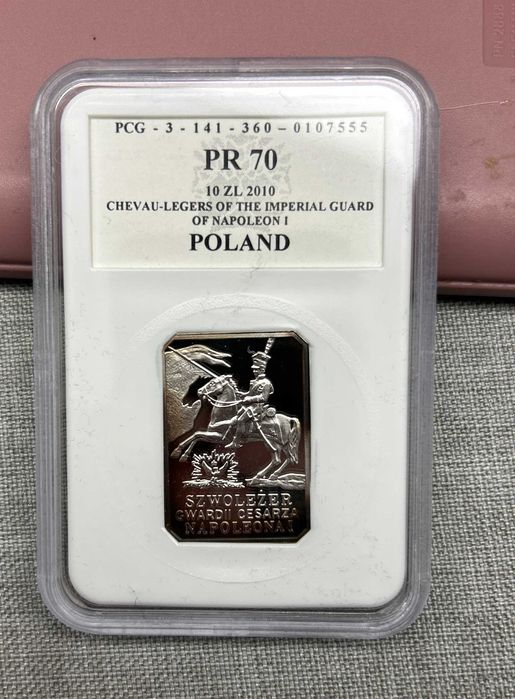 PCG - 3 - 141 - 360 - 0107555
PR 70
10 ZL 2010
CHEVAU-LEGERS OF THE IMPERIAL GUARD
OF NAPOLEON I
POLAND
SZWOLEŻER
GWARDII CESARZA
NAPOLEONA I